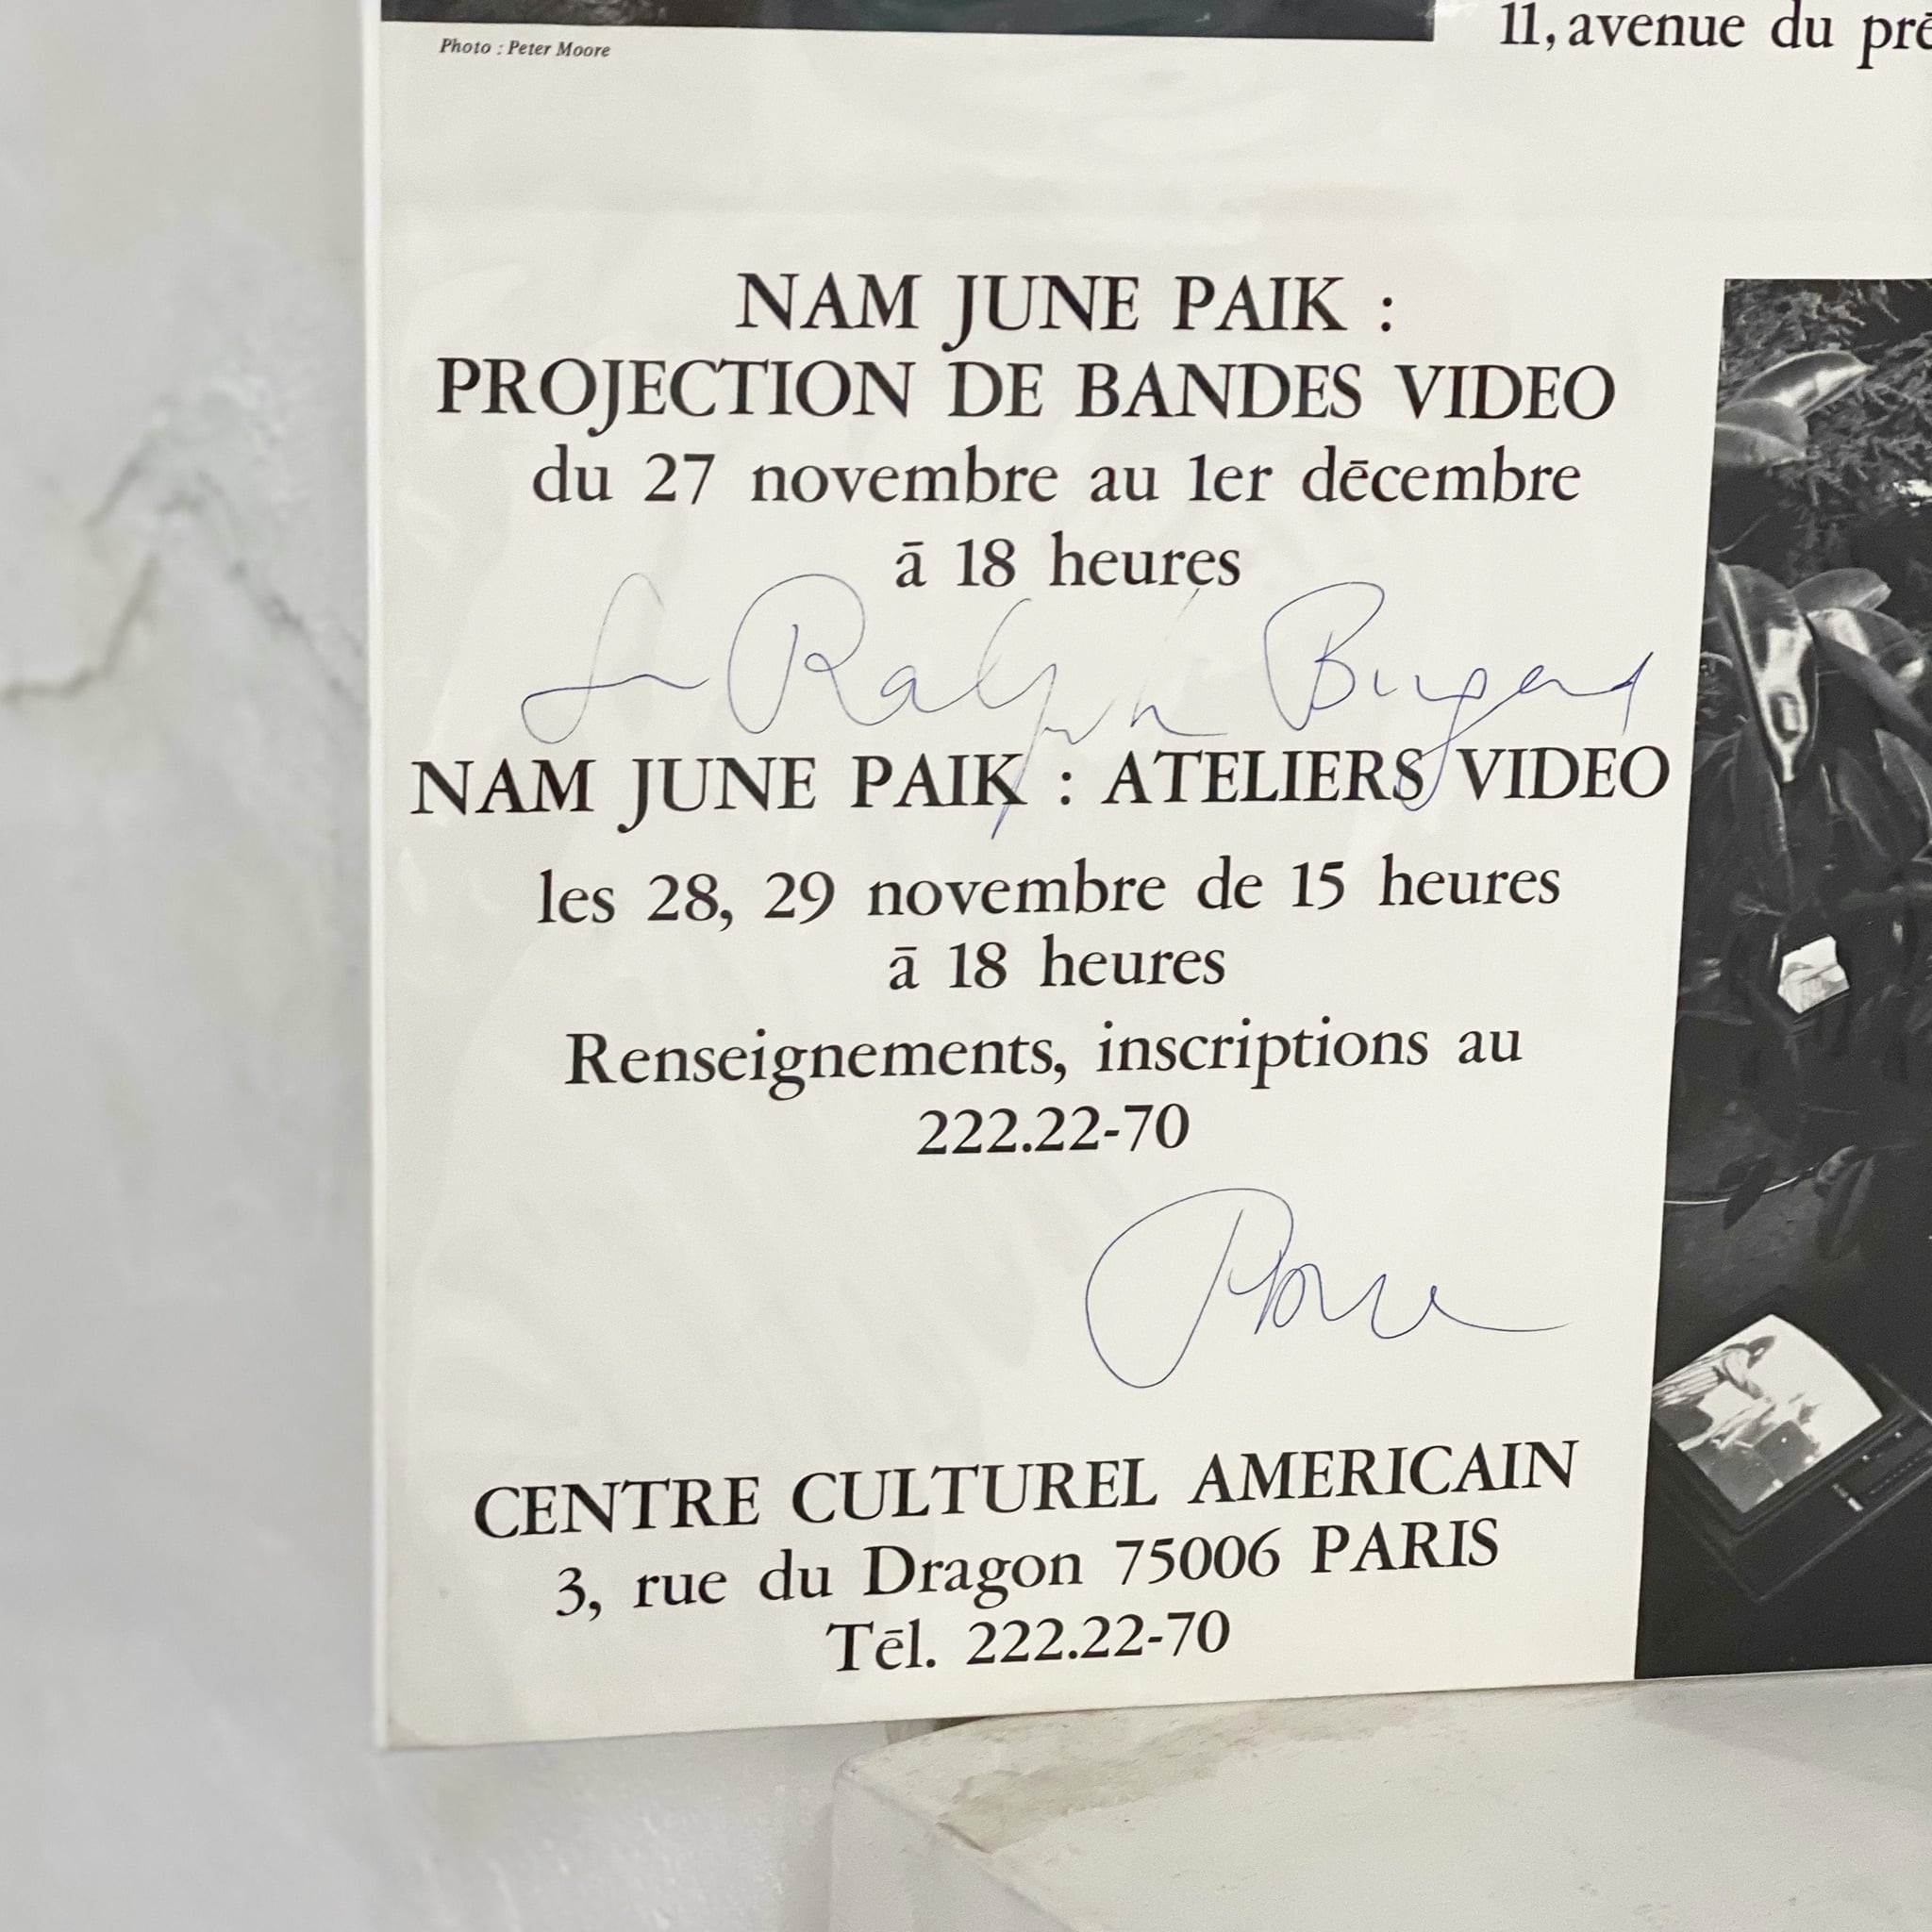 Photo : Peter Moore
11, avenue du pré
NAM JUNE PAIK :
PROJECTION DE BANDES VIDEO
du 27 novembre au 1er dēcembre
ā 18 heures
Ralph
NAM JUNE PAIK : ATELIERS VIDEO
les 28, 29 novembre de 15 heures
ā 18 heures
Renseignements, inscriptions au
222.22-70
CENTRE CULTUREL AMERICAIN
3, rue du Dragon 75006 PARIS
Tēl. 222.22-70